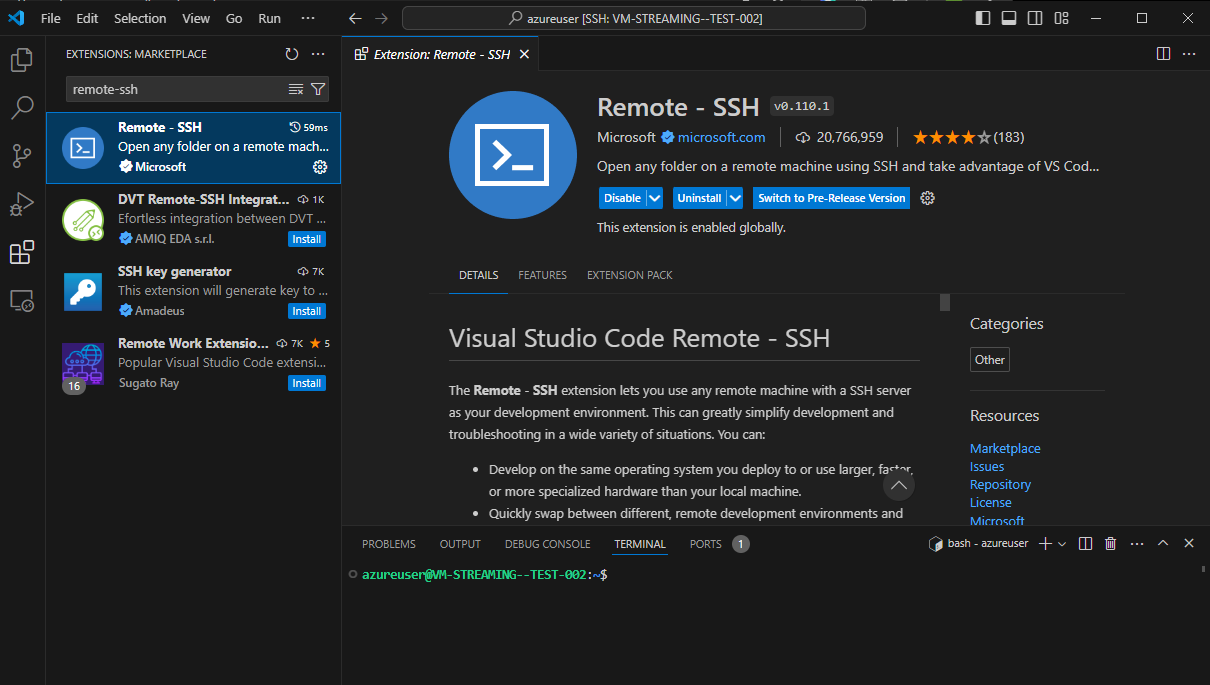 File Edit Selection View Go Run ···
azureuser [SSH: VM-STREAMING--TEST-002]
EXTENSIONS: MARKETPLACE
remote-ssh
Remote - SSH 59ms
Open any folder on a remote mach...
Microsoft
DVT Remote-SSH Integrat... 1K
Effortless integration between DVT ...
AMIQ EDA s.r.l. Install
SSH key generator 7K
This extension will generate key to ...
Amadeus Install
Remote Work Extensio... 7K ★ 5
Popular Visual Studio Code extensi...
16
Sugato Ray Install
Extension: Remote - SSH
Remote - SSH v0.110.1
Microsoft microsoft.com 20,766,959 (183)
Open any folder on a remote machine using SSH and take advantage of VS Cod...
Disable Uninstall Switch to Pre-Release Version
This extension is enabled globally.
DETAILS FEATURES EXTENSION PACK
Visual Studio Code Remote - SSH
The Remote - SSH extension lets you use any remote machine with a SSH server
as your development environment. This can greatly simplify development and
troubleshooting in a wide variety of situations. You can:
• Develop on the same operating system you deploy to or use larger, faster,
or more specialized hardware than your local machine.
• Quickly swap between different, remote development environments and
Categories
Other
Resources
Marketplace
Issues
Repository
License
Microsoft
PROBLEMS OUTPUT DEBUG CONSOLE TERMINAL PORTS 1
bash - azureuser
azureuser@VM-STREAMING--TEST-002:~$